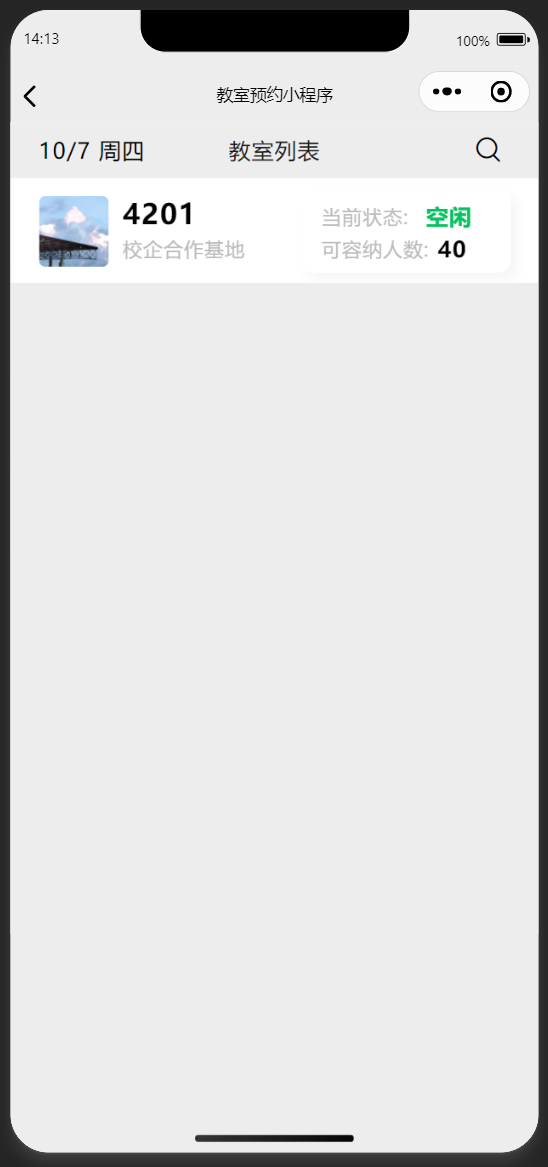 14:13
100%
教室预约小程序
10/7 周四
教室列表
4201
校企合作基地
当前状态: 空闲
可容纳人数: 40